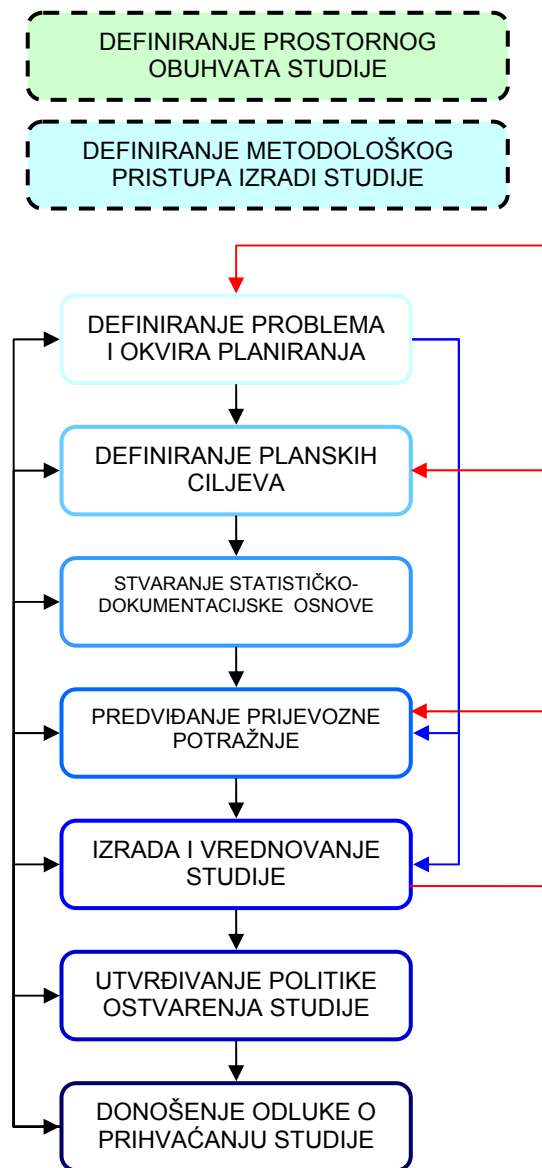 DEFINIRANJE PROSTORNOG
OBUHVATA STUDIJE
DEFINIRANJE METODOLOŠKOG
PRISTUPA IZRADI STUDIJE
DEFINIRANJE PROBLEMA
I OKVIRA PLANIRANJA
DEFINIRANJE PLANSKIH
CILJEVA
STVARANJE STATISTIČKO-
DOKUMENTACIJSKE OSNOVE
PREDVIĐANJE PRIJEVOZNE
POTRAŽNJE
IZRADA I VREDNOVANJE
STUDIJE
UTVRĐIVANJE POLITIKE
OSTVARENJA STUDIJE
DONOŠENJE ODLUKE O
PRIHVAĆANJU STUDIJE